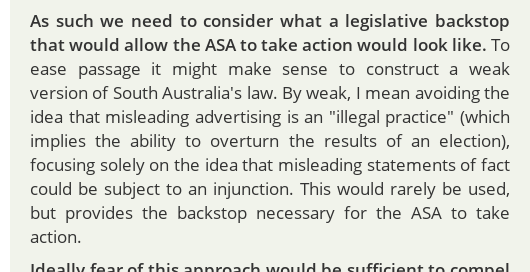 As such we need to consider what a legislative backstop
that would allow the ASA to take action would look like. To
ease passage it might make sense to construct a weak
version of South Australia's law. By weak, I mean avoiding the
idea that misleading advertising is an "illegal practice" (which
implies the ability to overturn the results of an election),
focusing solely on the idea that misleading statements of fact
could be subject to an injunction. This would rarely be used,
but provides the backstop necessary for the ASA to take
action.
Ideally fear of this approach would be sufficient to compel